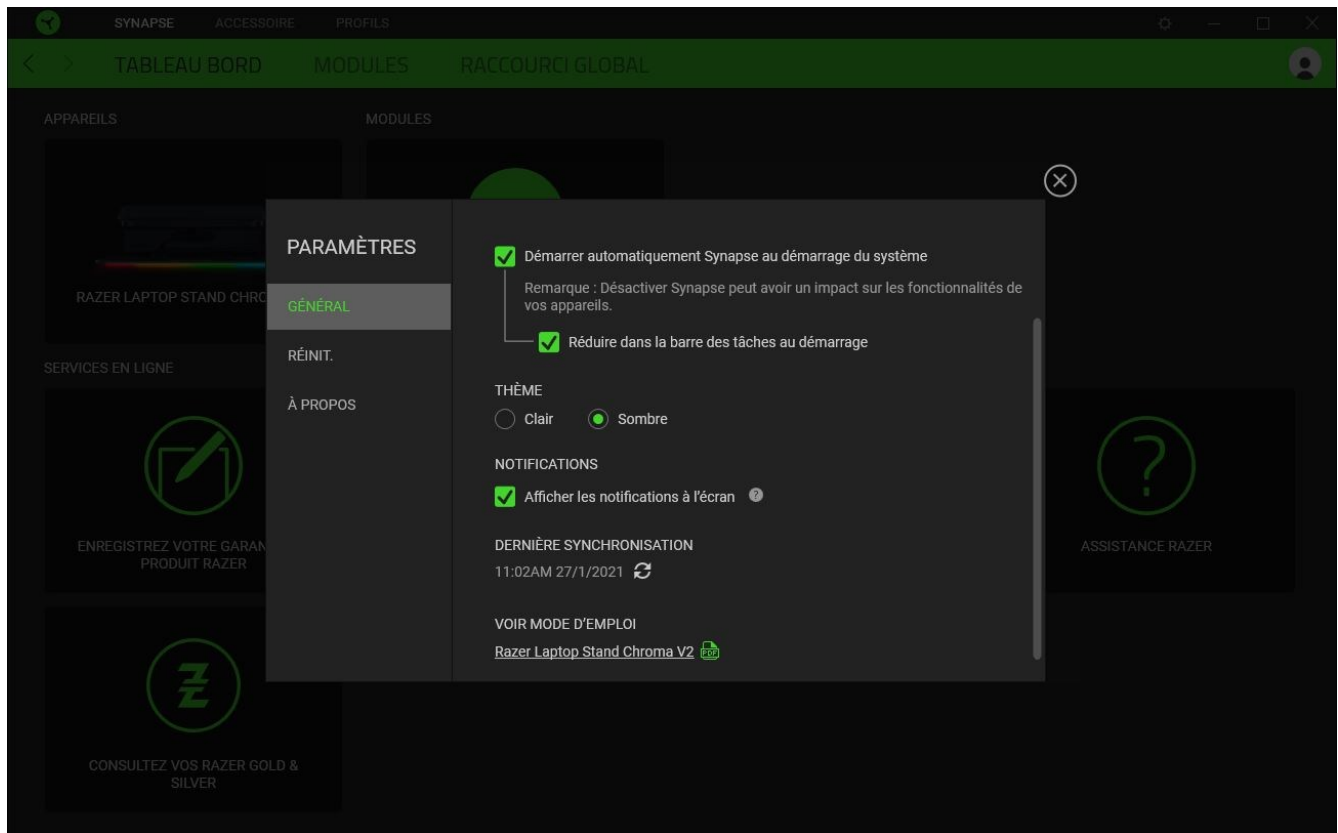 SYNAPSE
ACCESSOIRE
PROFILS
TABLEAU BORD
MODULES
RACCOURCI GLOBAL
APPAREILS
MODULES
RAZER LAPTOP STAND CHRO
SERVICES EN LIGNE
ENREGISTREZ VOTRE GARAN
PRODUIT RAZER
CONSULTEZ VOS RAZER GOLD &
SILVER
ASSISTANCE RAZER
PARAMÈTRES
GÉNÉRAL
RÉINIT.
À PROPOS
Démarrer automatiquement Synapse au démarrage du système
Remarque : Désactiver Synapse peut avoir un impact sur les fonctionnalités de
vos appareils.
Réduire dans la barre des tâches au démarrage
THÈME
Clair
Sombre
NOTIFICATIONS
Afficher les notifications à l'écran
DERNIÈRE SYNCHRONISATION
11:02AM 27/1/2021
VOIR MODE D'EMPLOI
Razer Laptop Stand Chroma V2
PDF